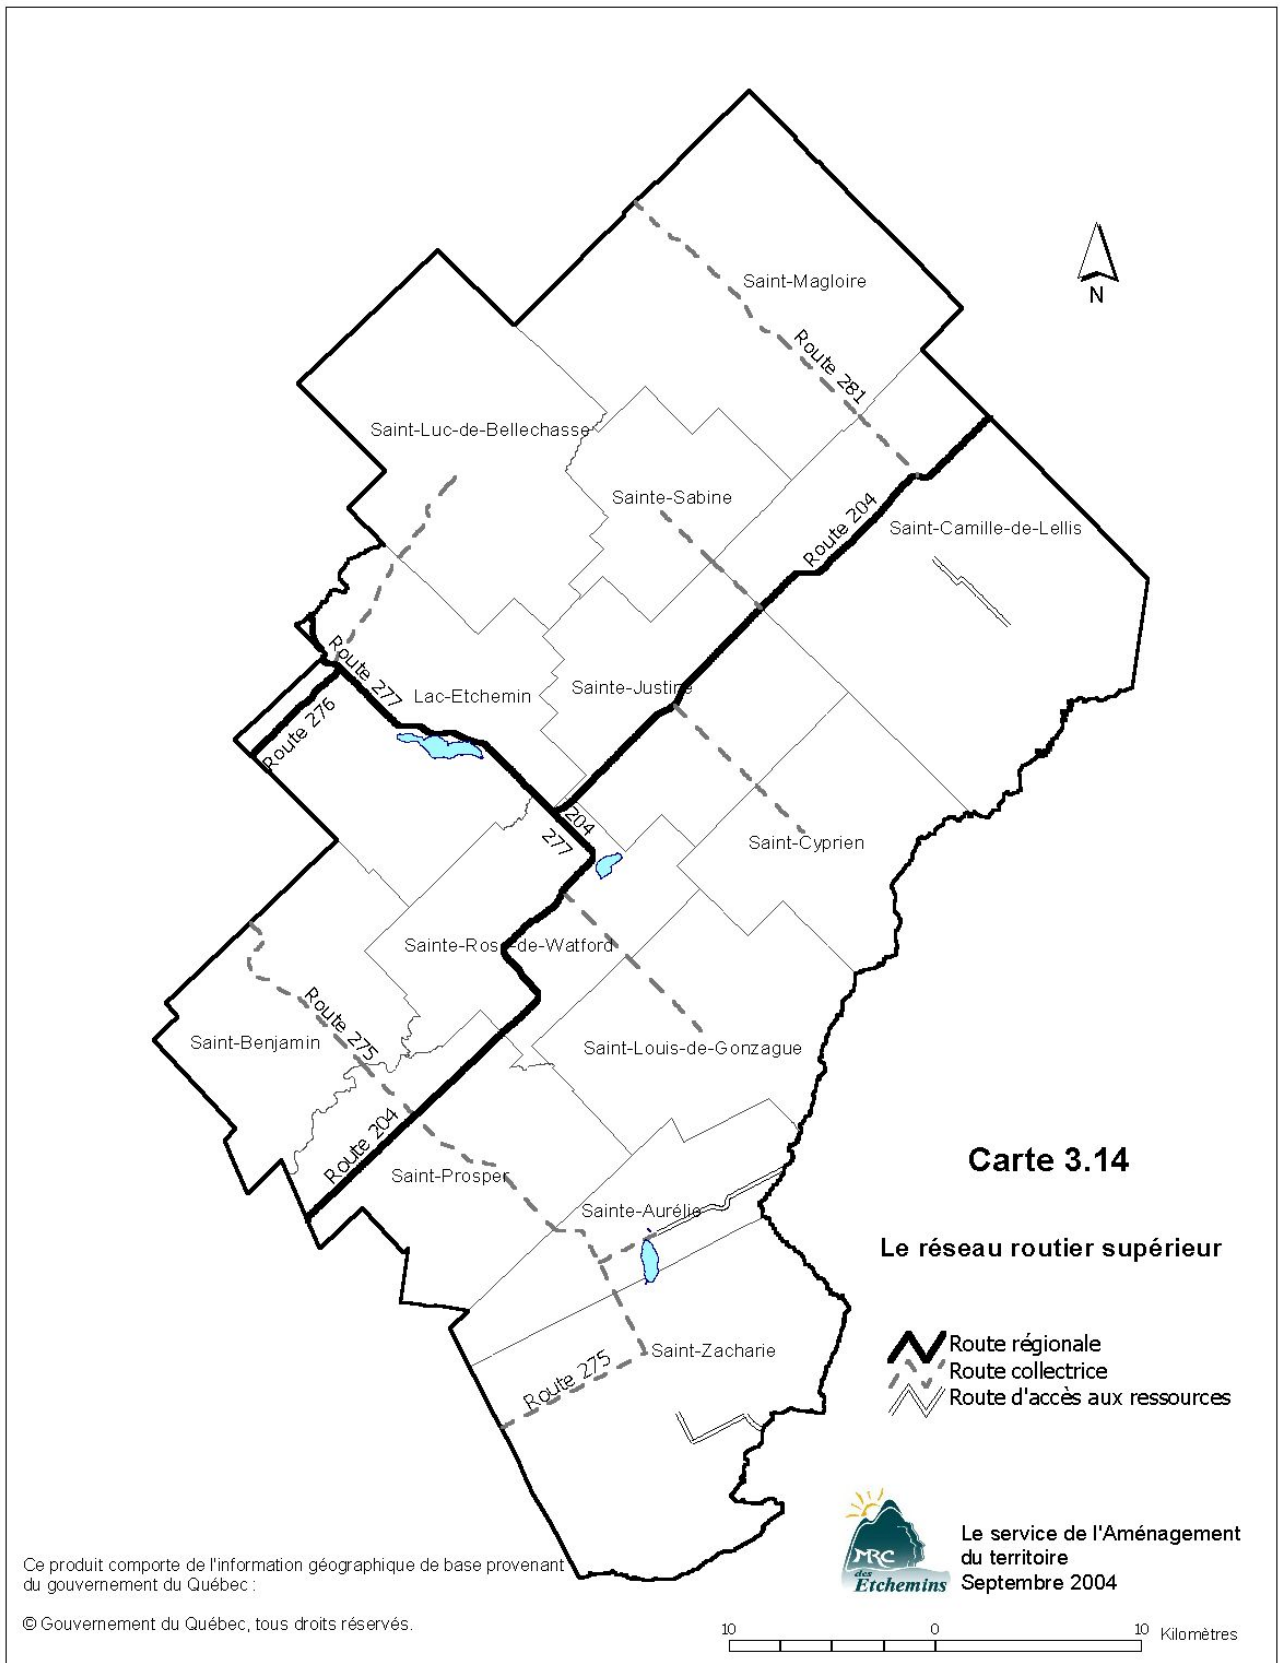 Saint-Magloire
N
Route 281
Saint-Luc-de-Bellechasse
Sainte-Sabine
Route 204
Saint-Camille-de-Lellis
Route 277
Lac-Etchemin
Sainte-Justine
Route 276
204
277
Saint-Cyprien
Sainte-Rose-de-Watford
Route 275
Saint-Benjamin
Saint-Louis-de-Gonzague
Route 204
Saint-Prosper
Sainte-Aurélie
Saint-Zacharie
Route 275
Carte 3.14
Le réseau routier supérieur
Route régionale
Route collectrice
Route d'accès aux ressources
MRC
des
Etchemins
Le service de l'Aménagement
du territoire
Septembre 2004
Ce produit comporte de l'information géographique de base provenant
du gouvernement du Québec :
© Gouvernement du Québec, tous droits réservés.
10 0 10 Kilomètres